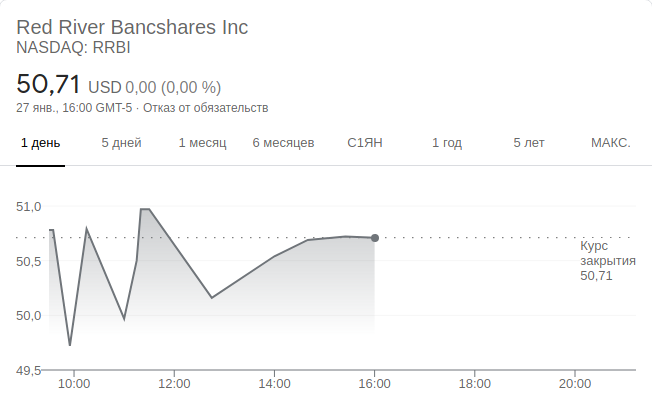 Red River Bancshares Inc
NASDAQ: RRBI
50,71 USD 0,00 (0,00 %)
27 янв., 16:00 GMT-5 · Отказ от обязательств
1 день 5 дней 1 месяц 6 месяцев С1ЯН 1 год 5 лет МАКС.
51,0
Курс
закрытия
50,5
50,71
50,0
49,5
10:00 12:00 14:00 16:00 18:00 20:00